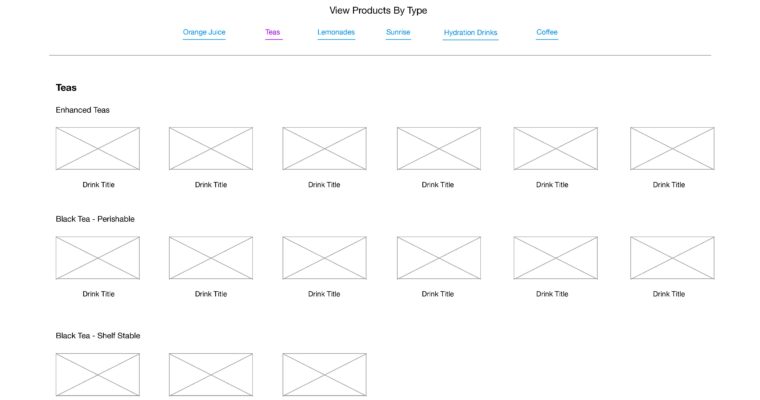 View Products By Type
Orange Juice Teas Lemonades Sunrise Hydration Drinks Coffee
Teas
Enhanced Teas
Drink Title Drink Title Drink Title Drink Title Drink Title Drink Title
Black Tea - Perishable
Drink Title Drink Title Drink Title Drink Title Drink Title Drink Title
Black Tea - Shelf Stable